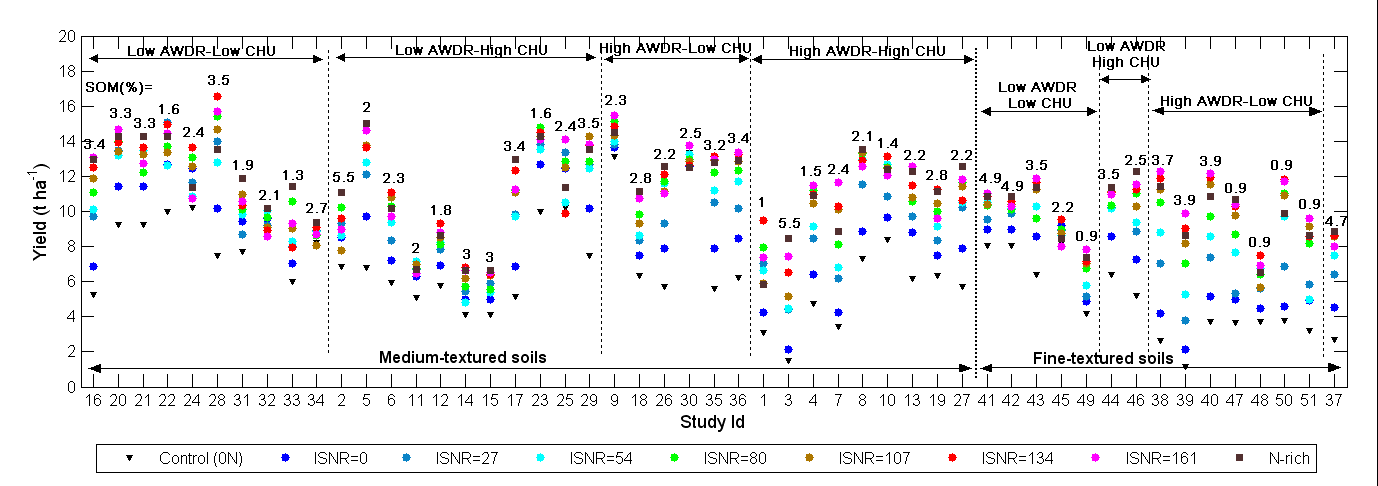 Low AWDR-Low CHU
Low AWDR-High CHU
High AWDR-Low CHU
High AWDR-High CHU
Low AWDR
Low CHU
Low AWDR
High CHU
High AWDR-Low CHU
SOM(%)=
3.4 3.3 3.3 1.6 2.4 3.5 1.9 2.1 1.3 2.7 5.5 2 2.3 2 1.8 3 3 3.4 1.6 2.4 3.5 2.3 2.8 2.2 2.5 3.2 3.4 1 5.5 1.5 2.4 2.1 1.4 2.2 2.8 2.2 4.9 4.9 3.5 2.2 0.9 3.5 2.5 3.7 3.9 3.9 0.9 0.9 0.9 0.9 4.7
20
18
16
14
12
10
8
6
4
2
0
Yield (t ha⁻¹)
Medium-textured soils
Fine-textured soils
16 20 21 22 24 28 31 32 33 34 2 5 6 11 12 14 15 17 23 25 29 9 18 26 30 35 36 1 3 4 7 8 10 13 19 27 41 42 43 45 49 44 46 38 39 40 47 48 50 51 37
Study Id
Control (0N) ISNR=0 ISNR=27 ISNR=54 ISNR=80 ISNR=107 ISNR=134 ISNR=161 N-rich